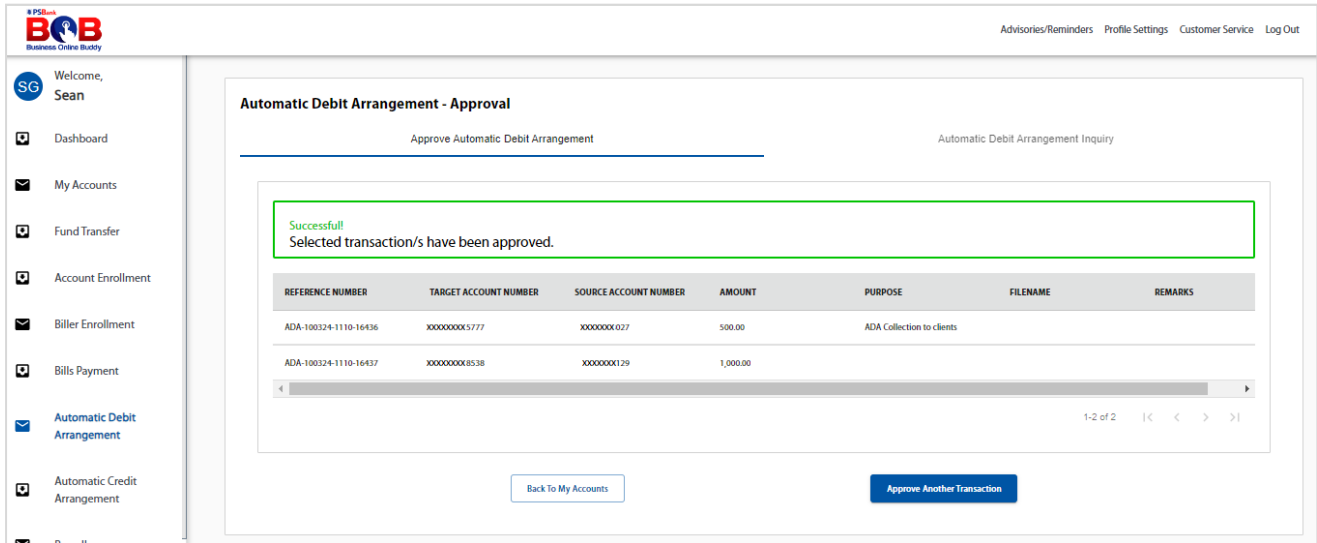 PSBank
BOB
Business Online Buddy
Advisories/Reminders Profile Settings Customer Service Log Out
SG
Welcome,
Sean
Dashboard
My Accounts
Fund Transfer
Account Enrollment
Biller Enrollment
Bills Payment
Automatic Debit
Arrangement
Automatic Credit
Arrangement
Automatic Debit Arrangement - Approval
Approve Automatic Debit Arrangement Automatic Debit Arrangement Inquiry
Successful!
Selected transaction/s have been approved.
REFERENCE NUMBER TARGET ACCOUNT NUMBER SOURCE ACCOUNT NUMBER AMOUNT PURPOSE FILENAME REMARKS
ADA-100324-1110-16436 XXXXXXXX5777 XXXXXXX027 500.00 ADA Collection to clients
ADA-100324-1110-16437 XXXXXXXX8538 XXXXXXX129 1,000.00
1-2 of 2
Back To My Accounts Approve Another Transaction